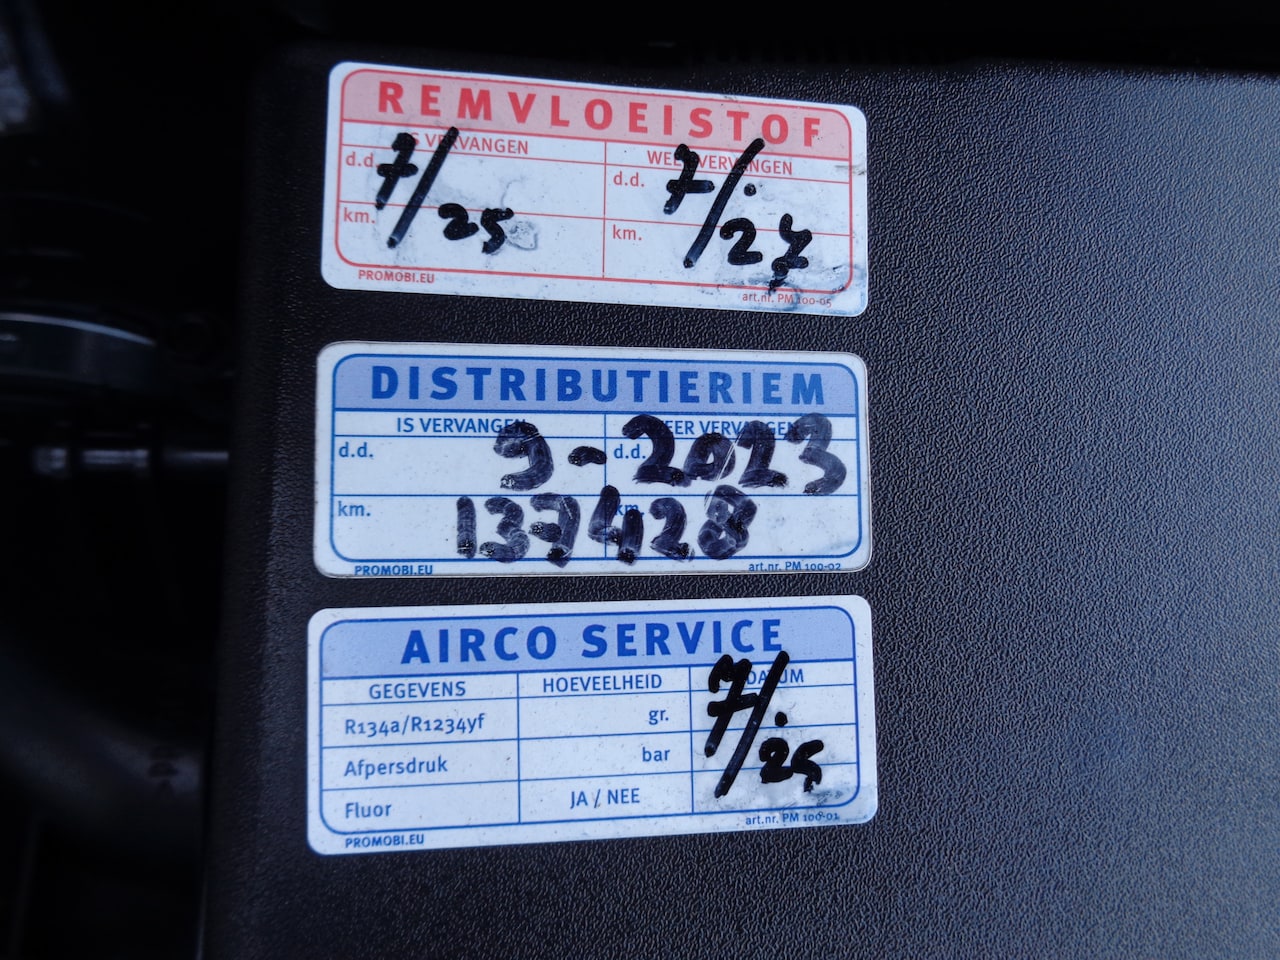 REMVLOEISTOF
IS VERVANGEN WEER VERVANGEN
d.d. 7/25 d.d. 7/27
km. km.
PROMOBI.EU art.nr. PM 100-05
DISTRIBUTIERIEM
IS VERVANGEN WEER VERVANGEN
d.d. 9-2023 d.d.
km. 137428 km.
PROMOBI.EU art.nr. PM 100-02
AIRCO SERVICE
GEGEVENS HOEVEELHEID DATUM
R134a/R1234yf gr. 7/25
Afpersdruk bar
Fluor JA / NEE
PROMOBI.EU art.nr. PM 100-01